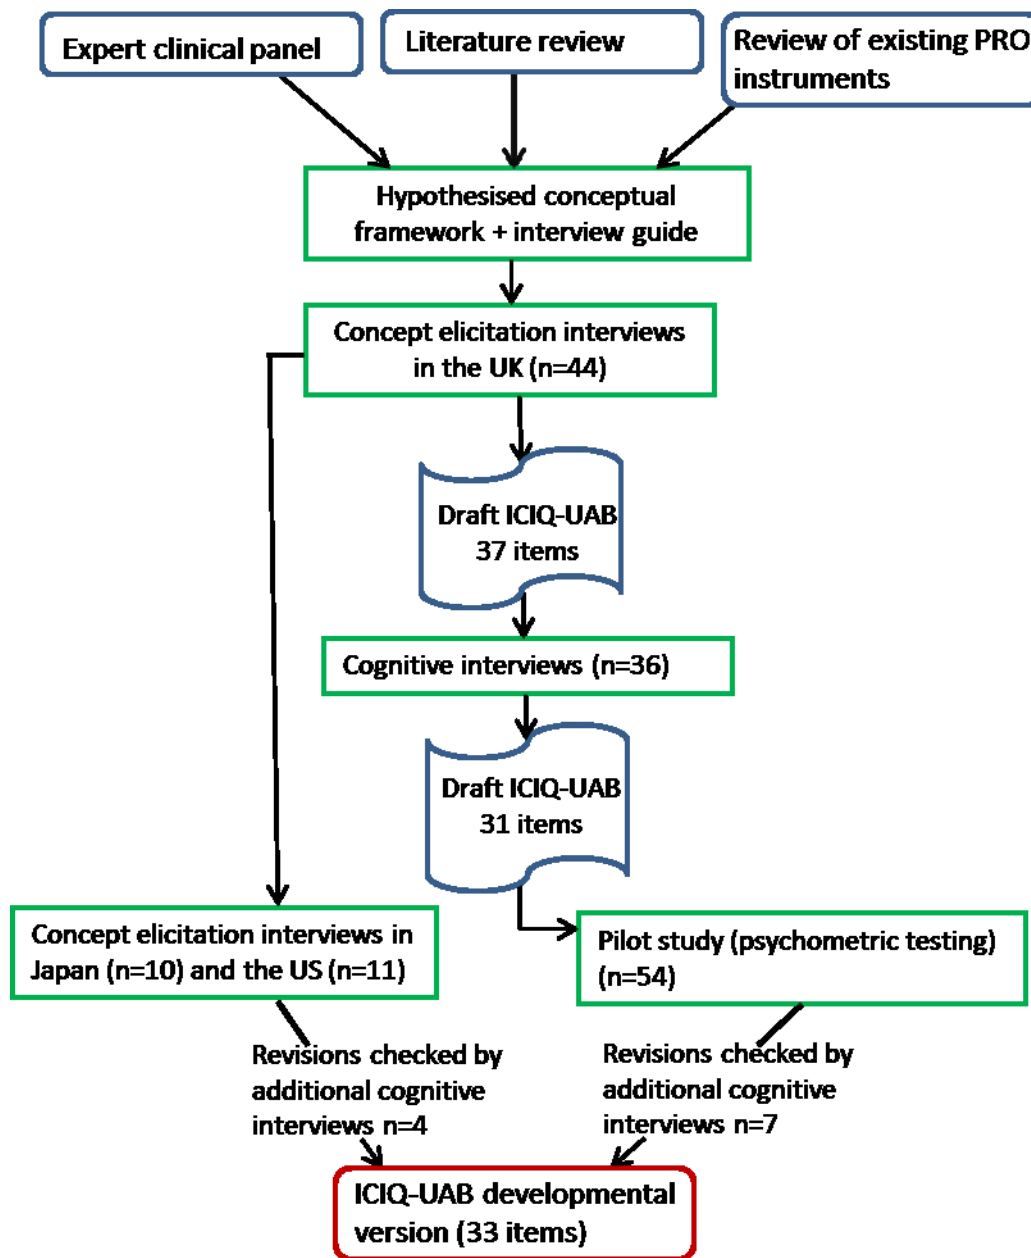 Expert clinical panel
Literature review
Review of existing PRO
instruments
Hypothesised conceptual
framework + interview guide
Concept elicitation interviews
in the UK (n=44)
Draft ICIQ-UAB
37 items
Cognitive interviews (n=36)
Draft ICIQ-UAB
31 items
Concept elicitation interviews in
Japan (n=10) and the US (n=11)
Pilot study (psychometric testing)
(n=54)
Revisions checked by
additional cognitive
interviews n=4
Revisions checked by
additional cognitive
interviews n=7
ICIQ-UAB developmental
version (33 items)